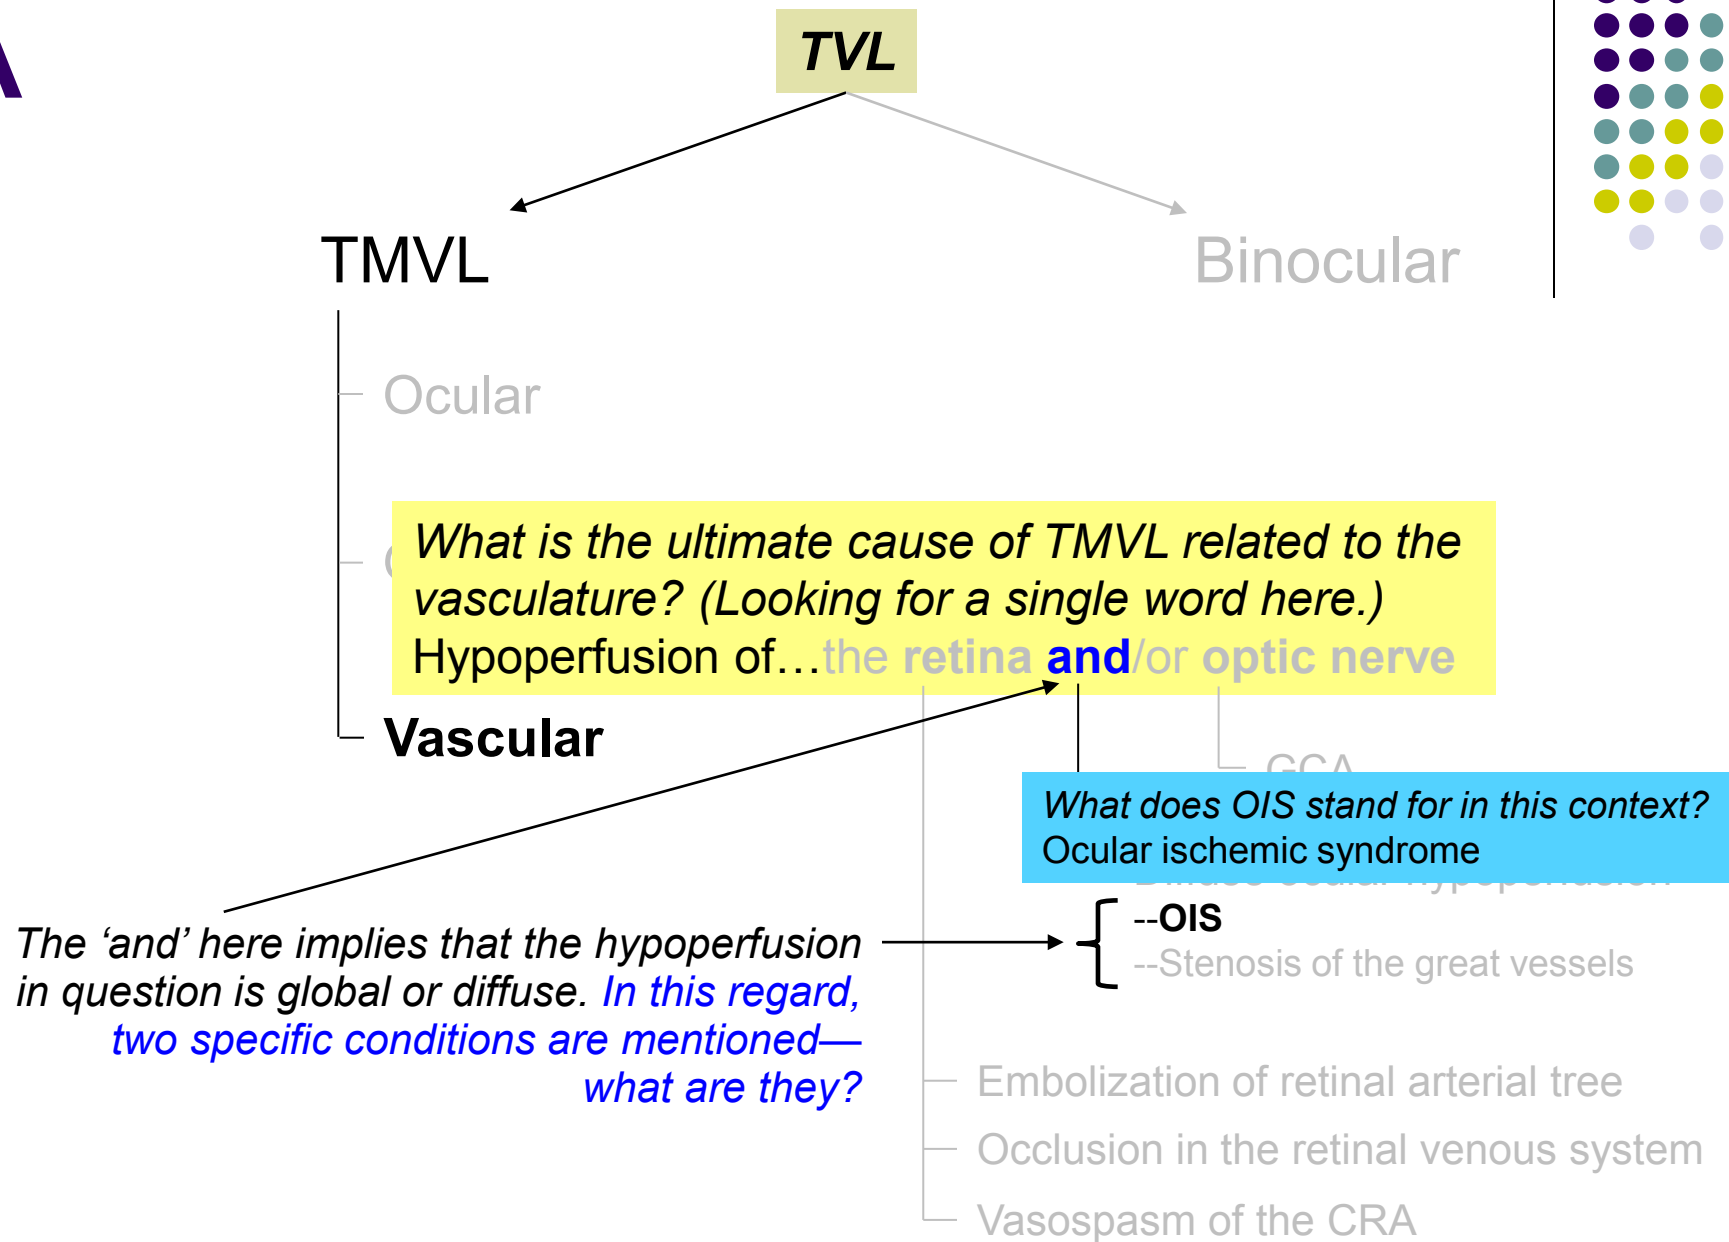 A
TVL
TMVL
Binocular
Ocular
What is the ultimate cause of TMVL related to the
vasculature? (Looking for a single word here.)
Hypoperfusion of…the retina and/or optic nerve
Vascular
GCA
What does OIS stand for in this context?
Ocular ischemic syndrome
Diffuse ocular hypoperfusion
--OIS
--Stenosis of the great vessels
The ‘and’ here implies that the hypoperfusion
in question is global or diffuse. In this regard,
two specific conditions are mentioned—
what are they?
Embolization of retinal arterial tree
Occlusion in the retinal venous system
Vasospasm of the CRA